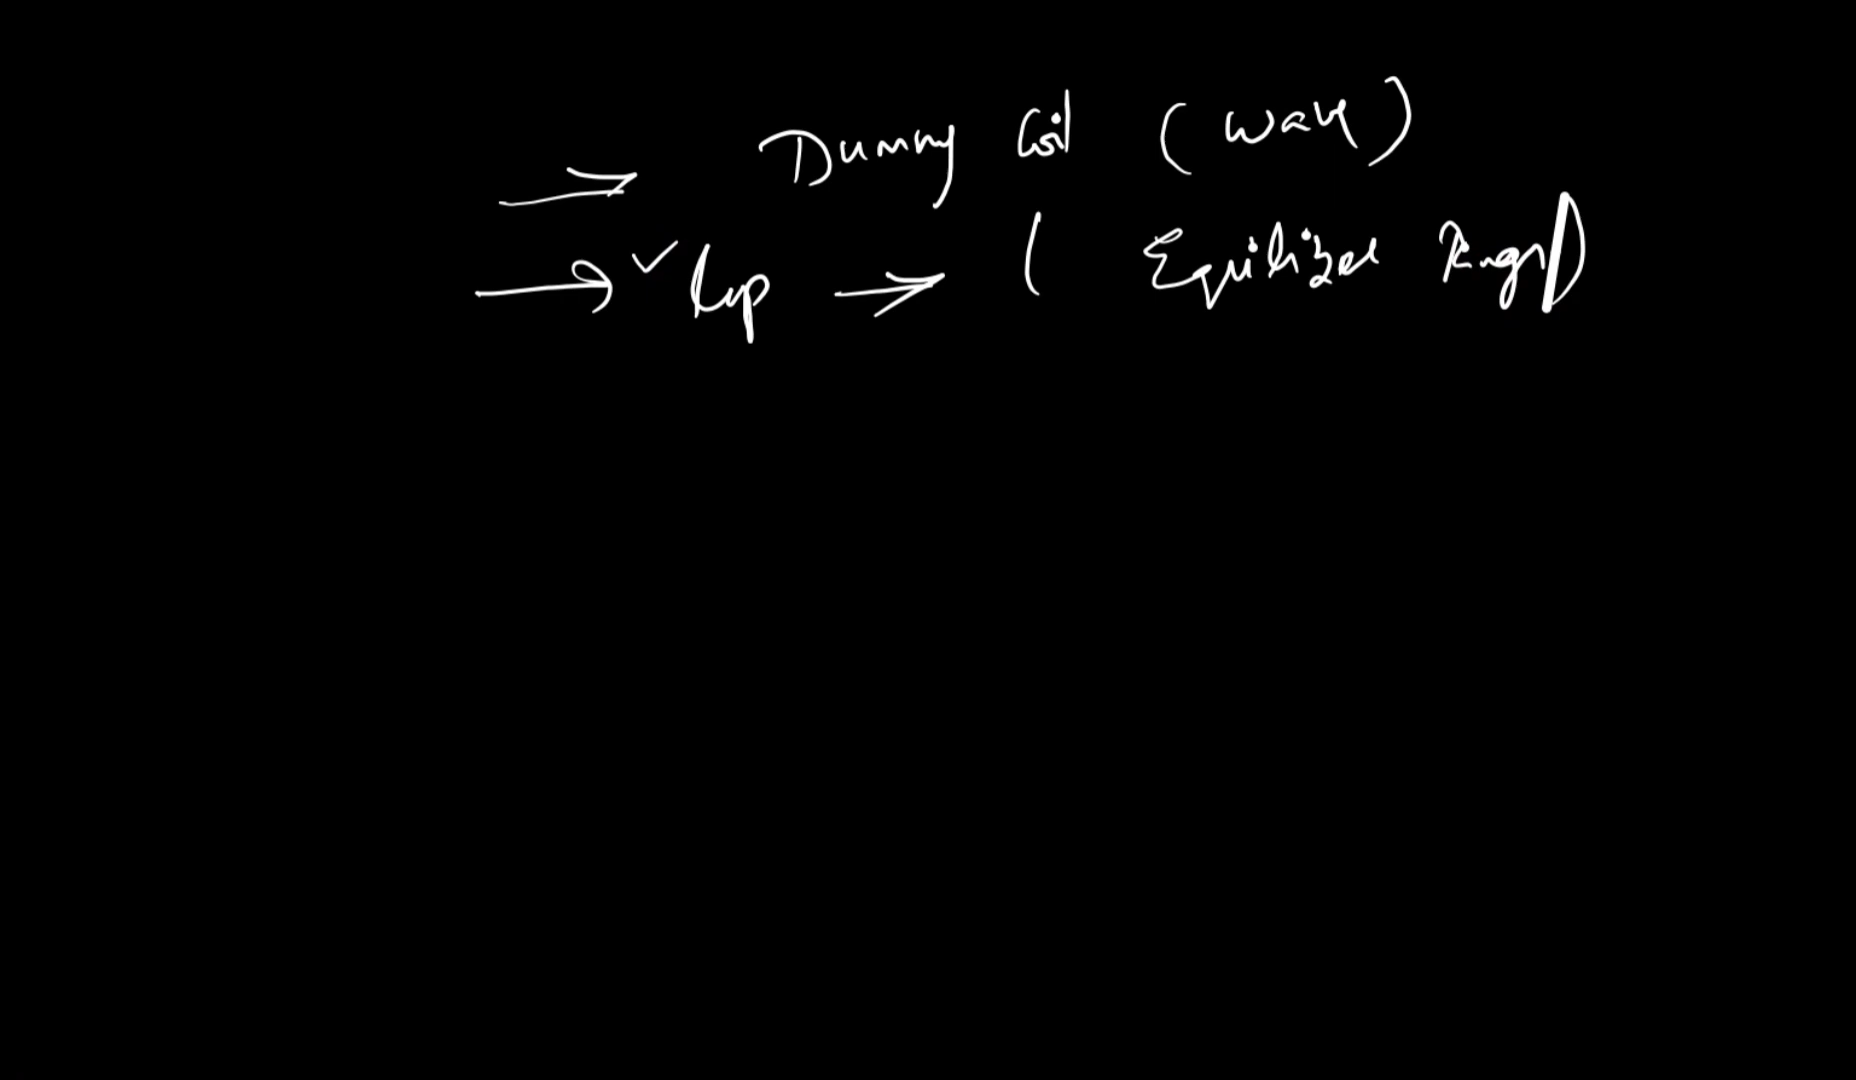 → Dummy Coil (Wave)
→ ✓ Lap → ( Equilizer Rings)